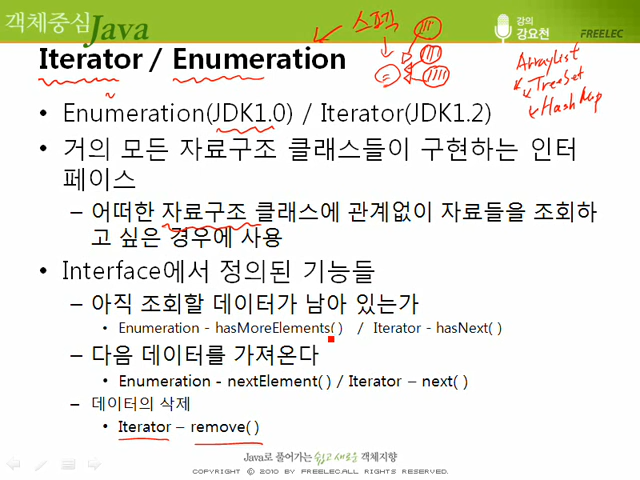 객체중심 Java
강의
강요천
FREELEC
스펙
ArrayList
TreeSet
HashMap
Iterator / Enumeration
• Enumeration(JDK1.0) / Iterator(JDK1.2)
• 거의 모든 자료구조 클래스들이 구현하는 인터
페이스
– 어떠한 자료구조 클래스에 관계없이 자료들을 조회하
고 싶은 경우에 사용
• Interface에서 정의된 기능들
– 아직 조회할 데이터가 남아 있는가
• Enumeration - hasMoreElements( ) / Iterator - hasNext( )
– 다음 데이터를 가져온다
• Enumeration - nextElement( ) / Iterator – next( )
– 데이터의 삭제
• Iterator – remove( )
Java로 풀어가는 쉽고 새로운 객체지향
COPYRIGHT ⓒ 2010 BY FREELEC.ALL RIGHTS RESERVED.